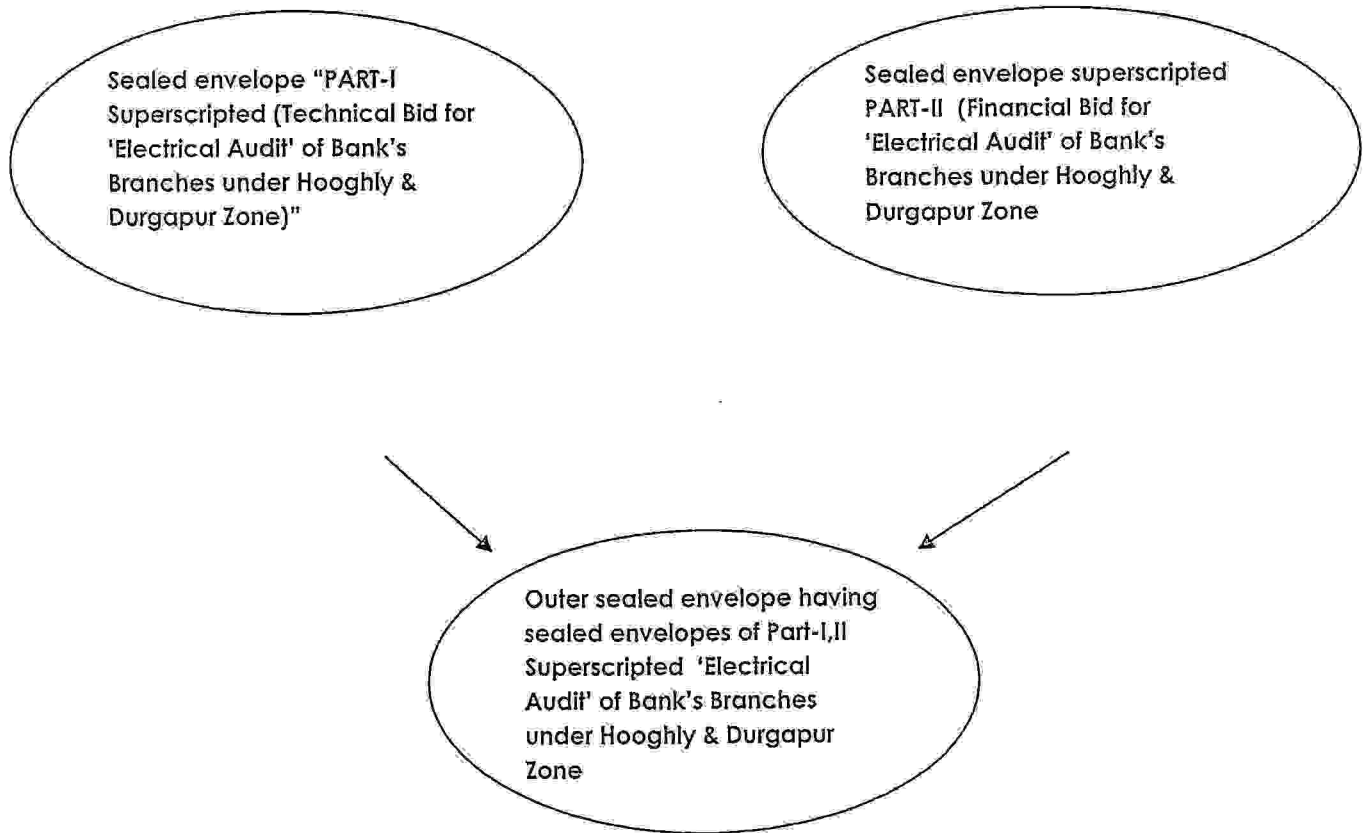 Sealed envelope "PART-I
Superscripted (Technical Bid for
'Electrical Audit' of Bank's
Branches under Hooghly &
Durgapur Zone)"
Sealed envelope superscripted
PART-II (Financial Bid for
'Electrical Audit' of Bank's
Branches under Hooghly &
Durgapur Zone
Outer sealed envelope having
sealed envelopes of Part-I,II
Superscripted 'Electrical
Audit' of Bank's Branches
under Hooghly & Durgapur
Zone